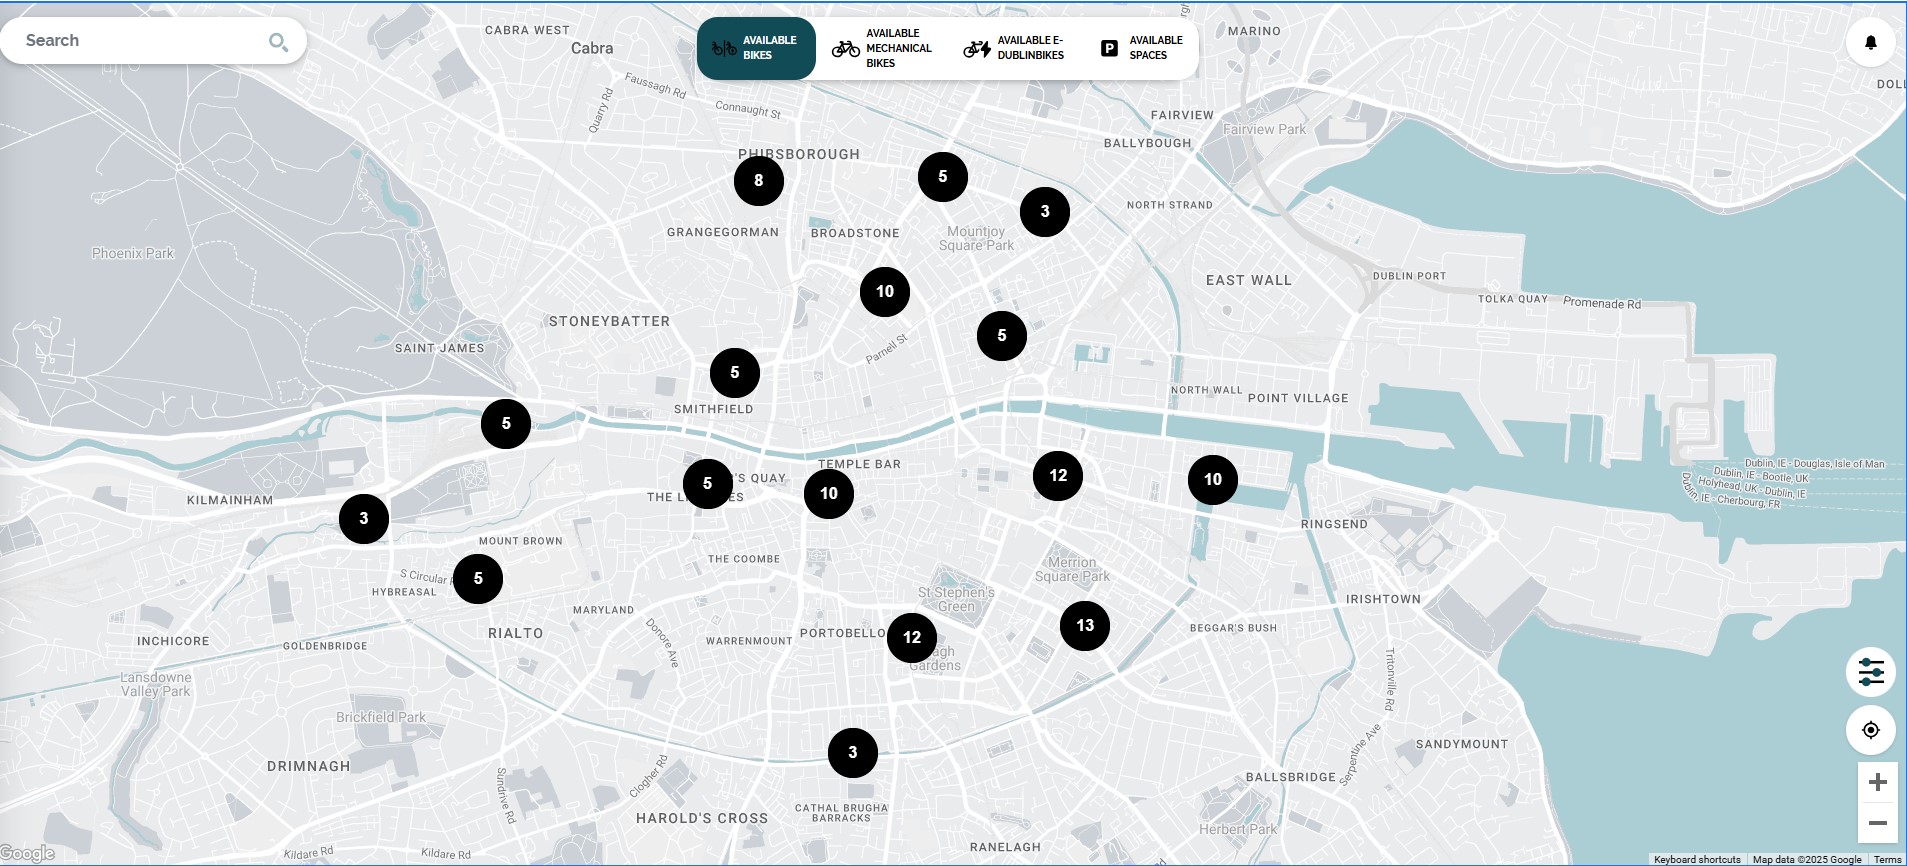 Search
AVAILABLE
BIKES
AVAILABLE
MECHANICAL
BIKES
AVAILABLE E-
DUBLINBIKES
P
AVAILABLE
SPACES
CABRA WEST
Cabra
MARINO
Faussagh Rd
Quarry Rd
Connaught St
FAIRVIEW
Fairview Park
BALLYBOUGH
PHIBSBOROUGH
8
5
3
NORTH STRAND
GRANGEGORMAN
BROADSTONE
Mountjoy
Square Park
Phoenix Park
EAST WALL
DUBLIN PORT
10
TOLKA QUAY
Promenade Rd
STONEYBATTER
5
SAINT JAMES
Parnell St
5
NORTH WALL
POINT VILLAGE
SMITHFIELD
5
TEMPLE BAR
'S QUAY
5
10
12
10
Dublin, IE - Douglas, Isle of Man
Dublin, IE - Bootle, UK
Holyhead, UK - Dublin, IE
Dublin, IE - Cherbourg, FR
KILMAINHAM
3
RINGSEND
MOUNT BROWN
THE COOMBE
Merrion
Square Park
S Circular
5
HYBREASAL
St Stephen's
Green
IRISHTOWN
MARYLAND
INCHICORE
GOLDENBRIDGE
RIALTO
Donore Ave
WARRENMOUNT
PORTOBELLO
12
13
BEGGAR'S BUSH
Gardens
Lansdowne
Valley Park
Tritonville Rd
Brickfield Park
3
SANDYMOUNT
Serpentine Ave
DRIMNAGH
Sundrive Rd
Clogher Rd
BALLSBRIDGE
CATHAL BRUGHA
BARRACKS
HAROLD'S CROSS
Herbert Park
RANELAGH
Kildare Rd
Kildare Rd
Google
Keyboard shortcuts
Map data ©2025 Google
Terms